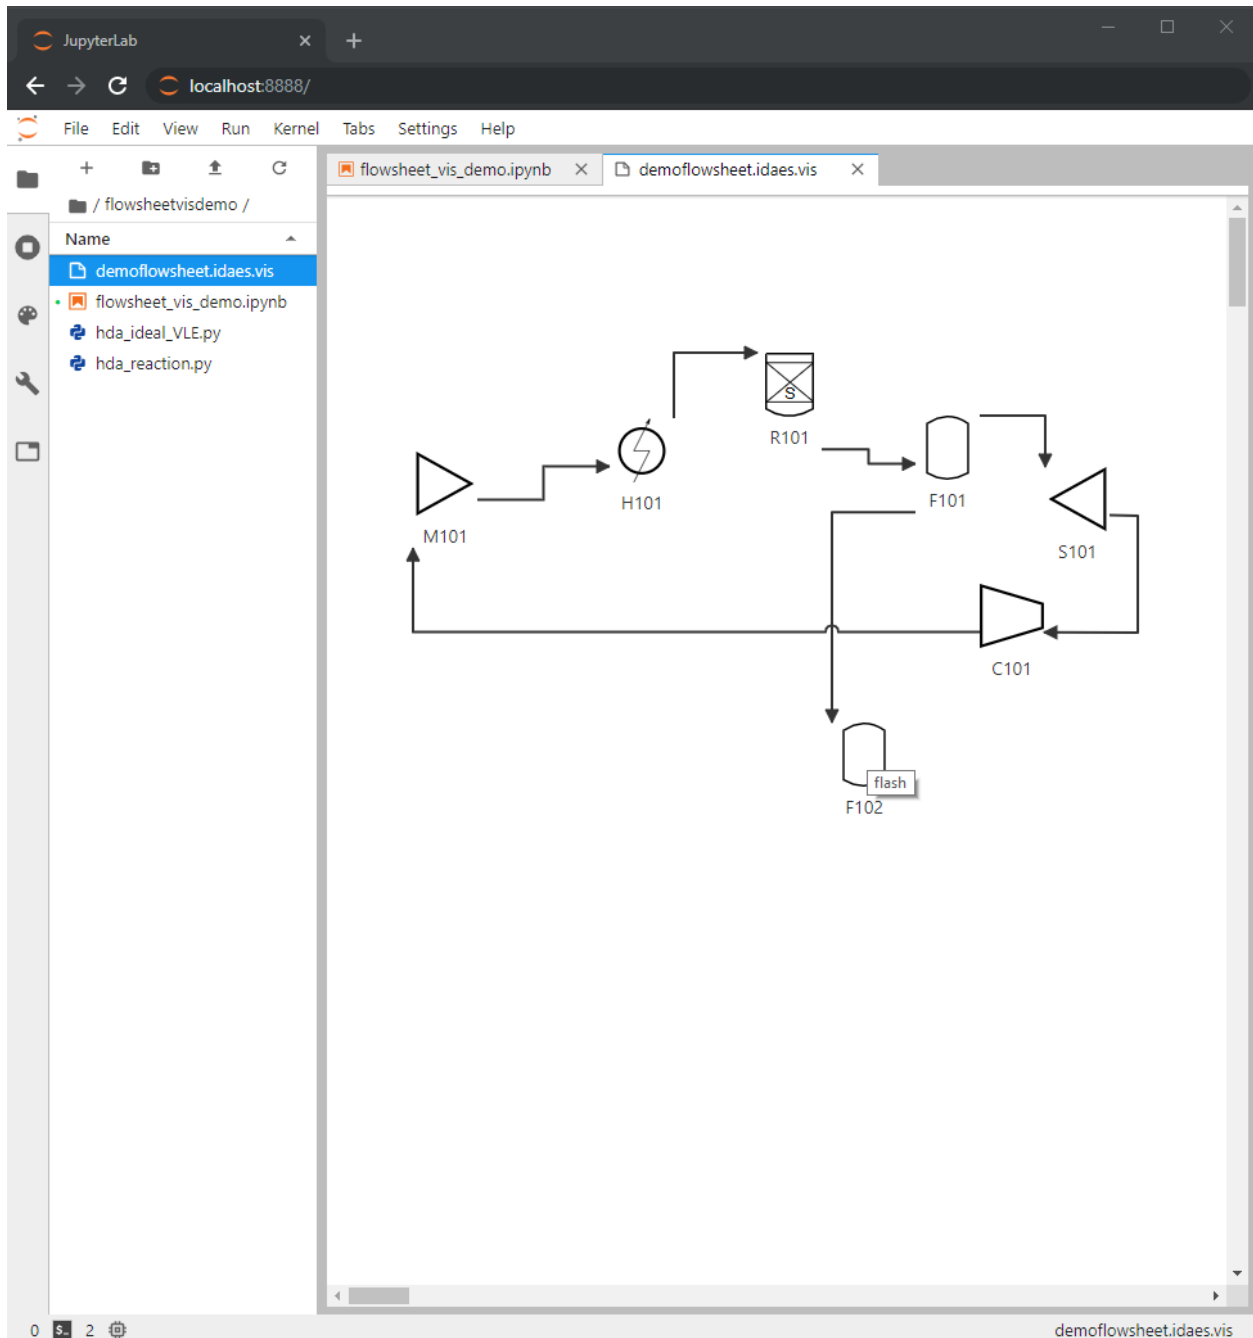 JupyterLab
localhost:8888/
File Edit View Run Kernel Tabs Settings Help
flowsheet_vis_demo.ipynb
demoflowsheet.idaes.vis
/ flowsheetvisdemo /
Name
demoflowsheet.idaes.vis
flowsheet_vis_demo.ipynb
hda_ideal_VLE.py
hda_reaction.py
S
R101
H101
F101
M101
S101
C101
flash
F102
0 $_ 2
demoflowsheet.idaes.vis